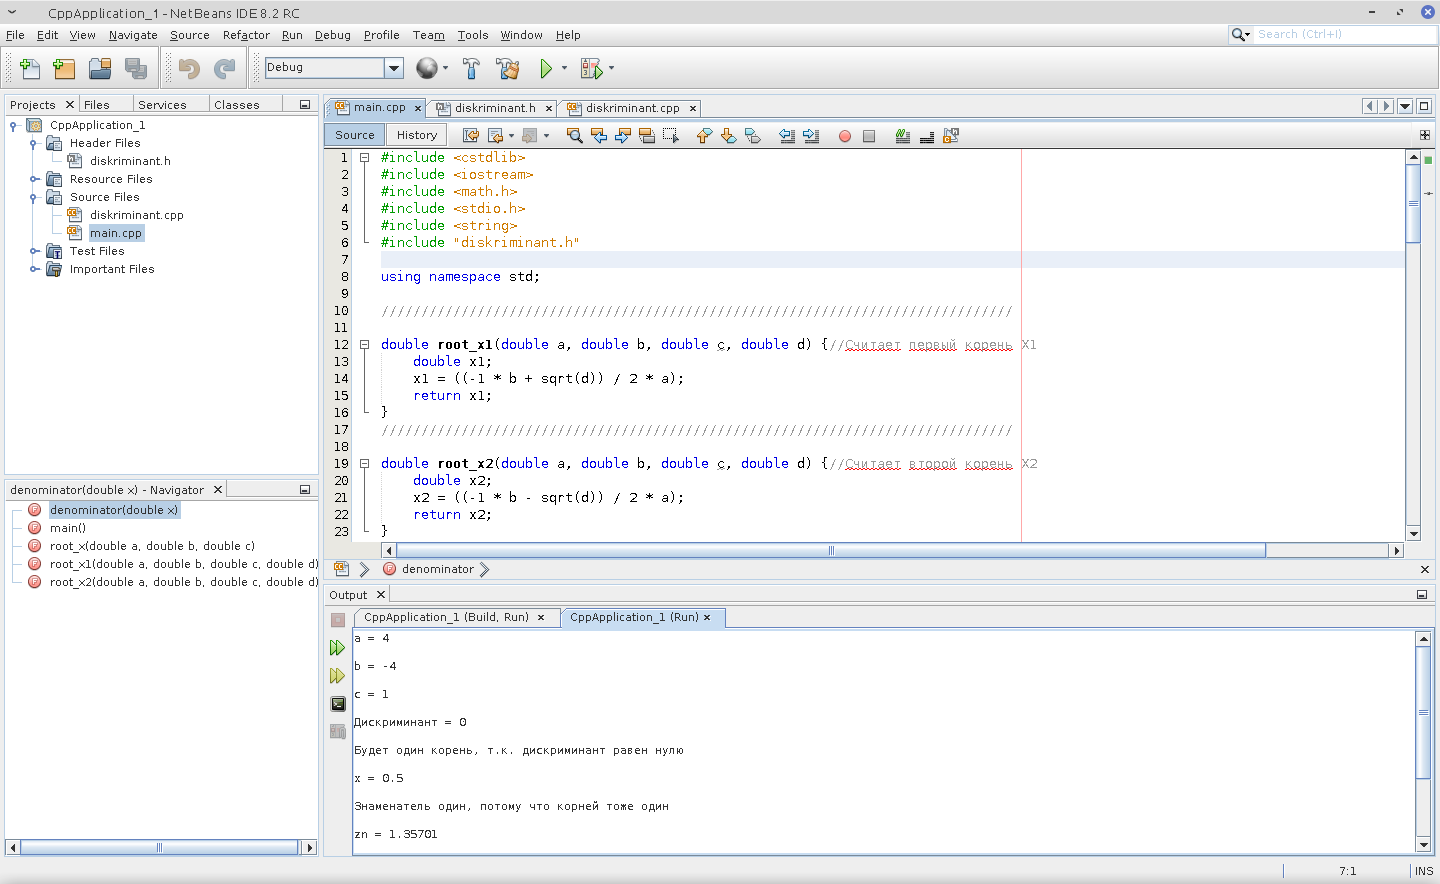 CppApplication_1 - NetBeans IDE 8.2 RC
File Edit View Navigate Source Refactor Run Debug Profile Team Tools Window Help
Search (Ctrl+I)
Debug
Projects Files Services Classes
CppApplication_1
Header Files
diskriminant.h
Resource Files
Source Files
diskriminant.cpp
main.cpp
Test Files
Important Files
denominator(double x) - Navigator
denominator(double x)
main()
root_x(double a, double b, double c)
root_x1(double a, double b, double c, double d)
root_x2(double a, double b, double c, double d)
main.cpp diskriminant.h diskriminant.cpp
Source History
1 #include <cstdlib>
2 #include <iostream>
3 #include <math.h>
4 #include <stdio.h>
5 #include <string>
6 #include "diskriminant.h"
7
8 using namespace std;
9
10 ///////////////////////////////////////////////////////////////////////////////
11
12 double root_x1(double a, double b, double c, double d) {//Считает первый корень X1
13 double x1;
14 x1 = ((-1 * b + sqrt(d)) / 2 * a);
15 return x1;
16 }
17 ///////////////////////////////////////////////////////////////////////////////
18
19 double root_x2(double a, double b, double c, double d) {//Считает второй корень X2
20 double x2;
21 x2 = ((-1 * b - sqrt(d)) / 2 * a);
22 return x2;
23 }
denominator
Output
CppApplication_1 (Build, Run) CppApplication_1 (Run)
a = 4
b = -4
c = 1
Дискриминант = 0
Будет один корень, т.к. дискриминант равен нулю
x = 0.5
Знаменатель один, потому что корней тоже один
zn = 1.35701
7:1 INS